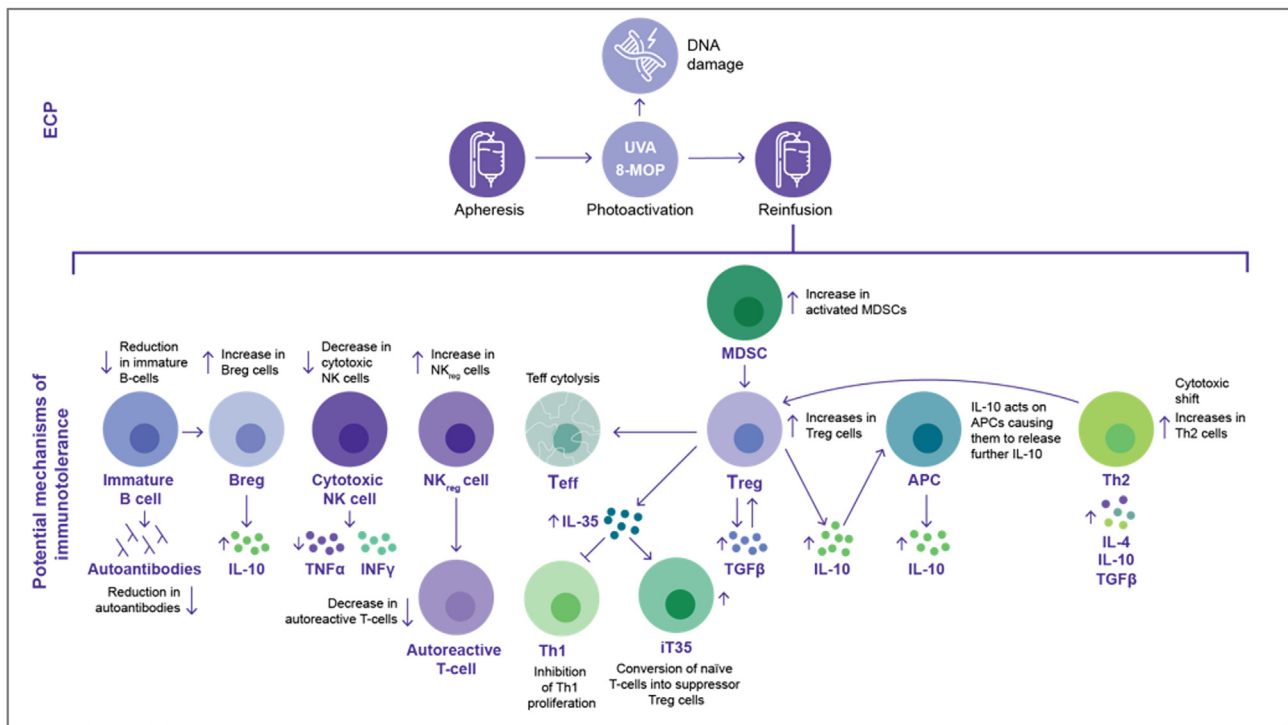 ECP
DNA
damage
UVA
8-MOP
Apheresis
Photoactivation
Reinfusion
Potential mechanisms of
immunotolerance
Increase in
activated MDSCs
MDSC
Reduction
in immature
B-cells
Increase in
Breg cells
Decrease in
cytotoxic
NK cells
Increase in
NKreg cells
Teff cytolysis
Increases in
Treg cells
IL-10 acts on
APCs causing
them to release
further IL-10
Cytotoxic
shift
Increases in
Th2 cells
Immature
B cell
Breg
Cytotoxic
NK cell
NKreg cell
Teff
Treg
APC
Th2
Autoantibodies
Reduction in
autoantibodies
IL-10
TNFα
INFγ
IL-35
TGFβ
IL-10
IL-10
IL-4
IL-10
TGFβ
Decrease in
autoreactive T-cells
Autoreactive
T-cell
Th1
Inhibition
of Th1
proliferation
iT35
Conversion of naïve
T-cells into suppressor
Treg cells